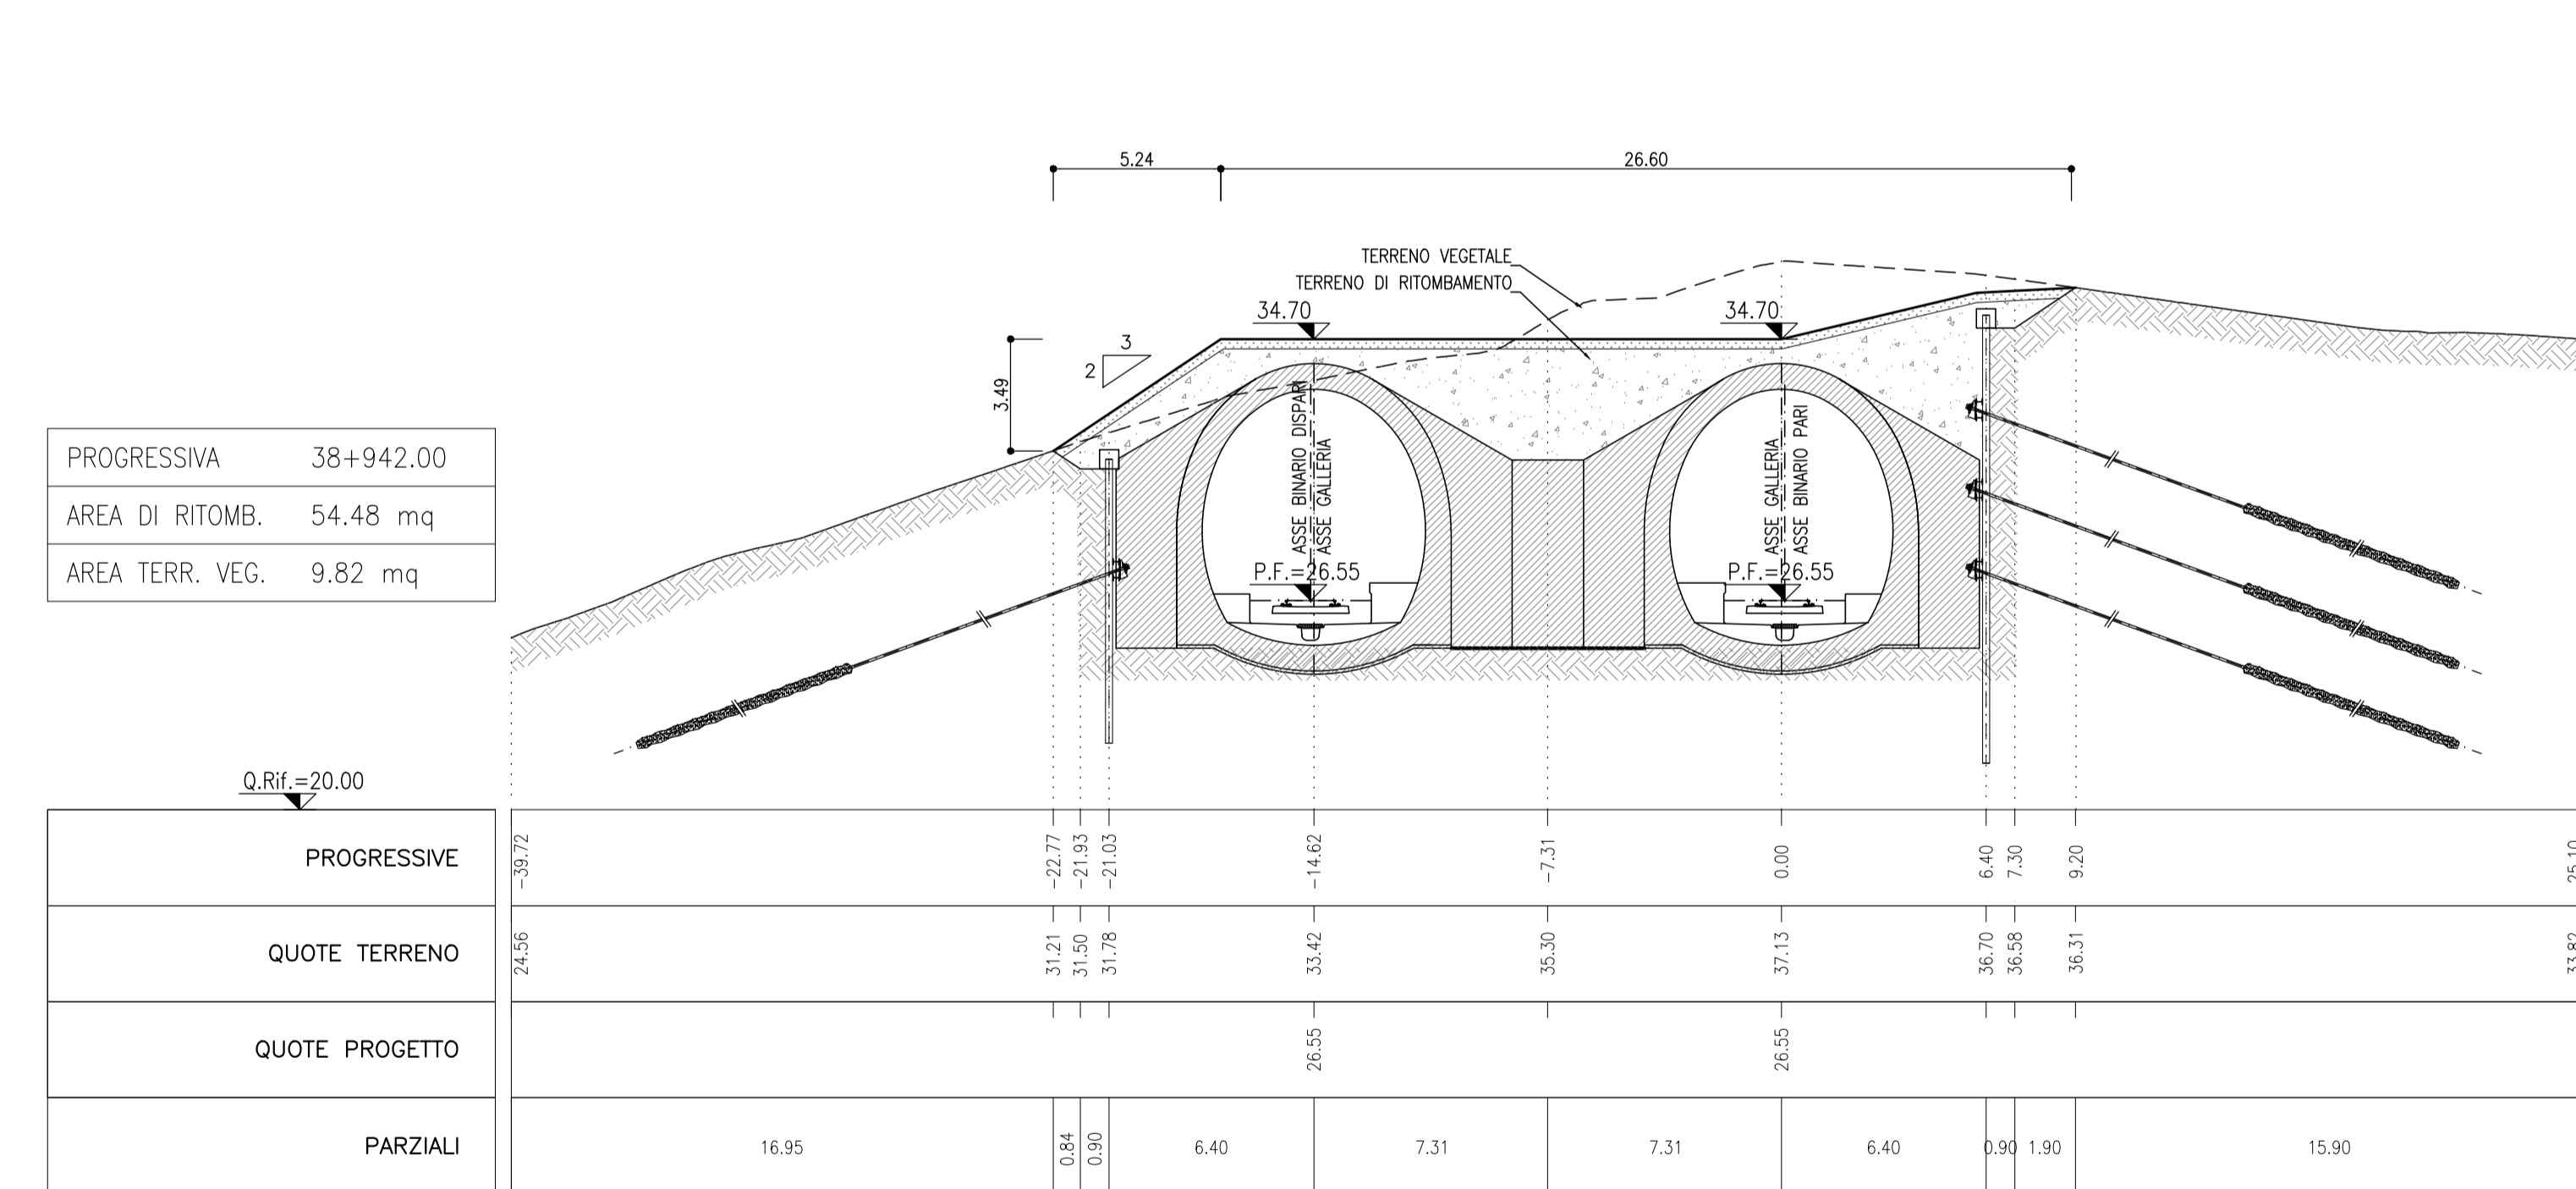 5.24 26.60
TERRENO VEGETALE
TERRENO DI RITOMBAMENTO
34.70 34.70
3
2
3.49
ASSE BINARIO DISPARI
ASSE GALLERIA
ASSE GALLERIA
ASSE BINARIO PARI
P.F.=26.55 P.F.=26.55
PROGRESSIVA 38+942.00
AREA DI RITOMB. 54.48 mq
AREA TERR. VEG. 9.82 mq
Q.Rif.=20.00
PROGRESSIVE -39.72 -22.77 -21.93 -21.03 -14.62 -7.31 0.00 6.40 7.30 9.20 25.10
QUOTE TERRENO 24.56 31.21 31.50 31.78 33.42 35.30 37.13 36.70 36.58 36.31 33.82
QUOTE PROGETTO 26.55 26.55
PARZIALI 16.95 0.84 0.90 6.40 7.31 7.31 6.40 0.90 1.90 15.90